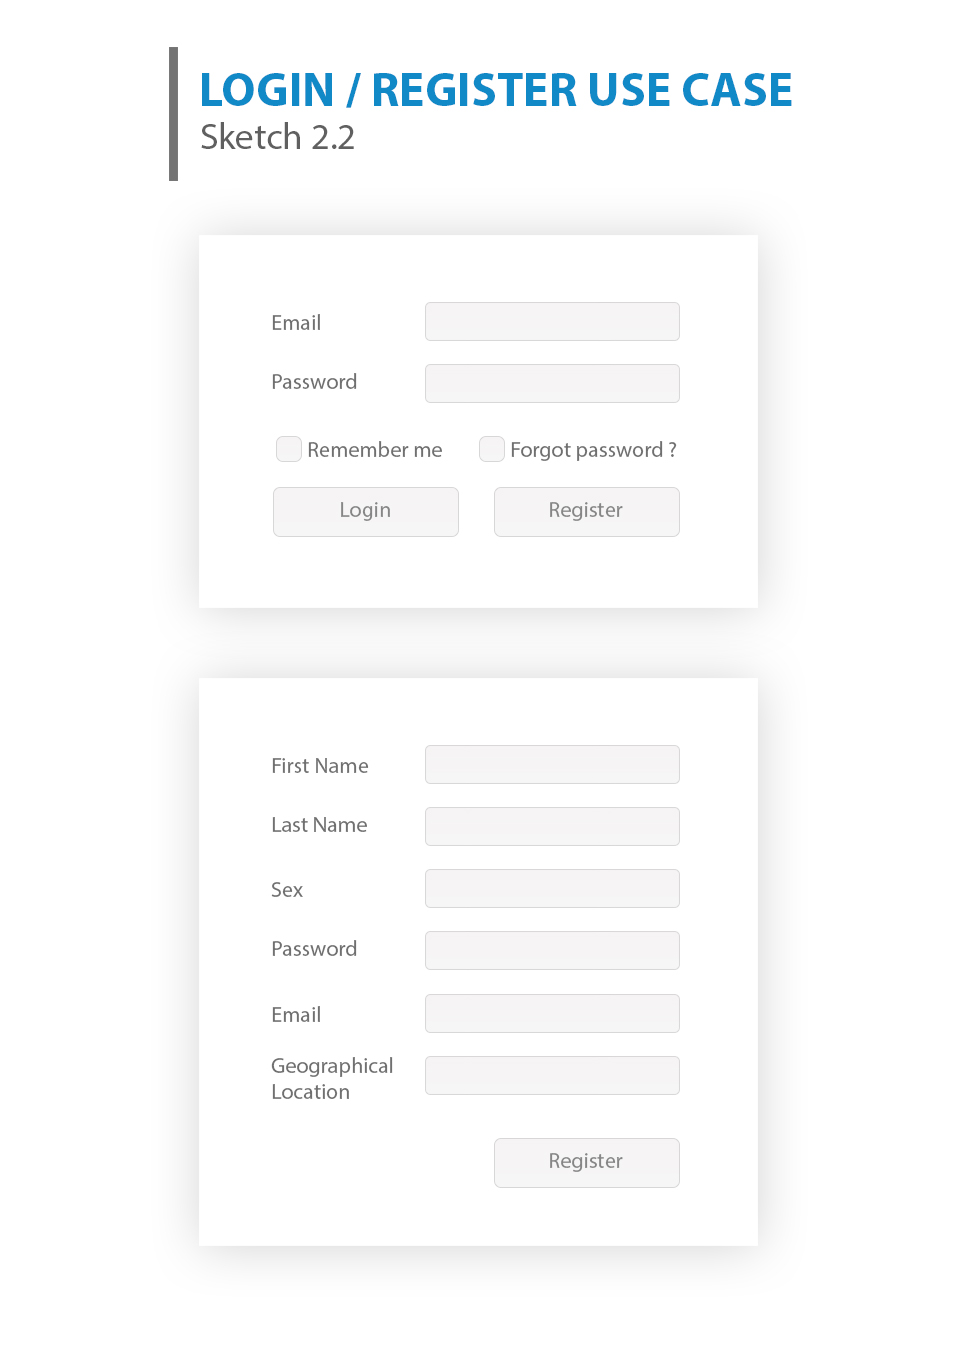 LOGIN / REGISTER USE CASE
Sketch 2.2
Email
Password
Remember me
Forgot password ?
Login
Register
First Name
Last Name
Sex
Password
Email
Geographical
Location
Register